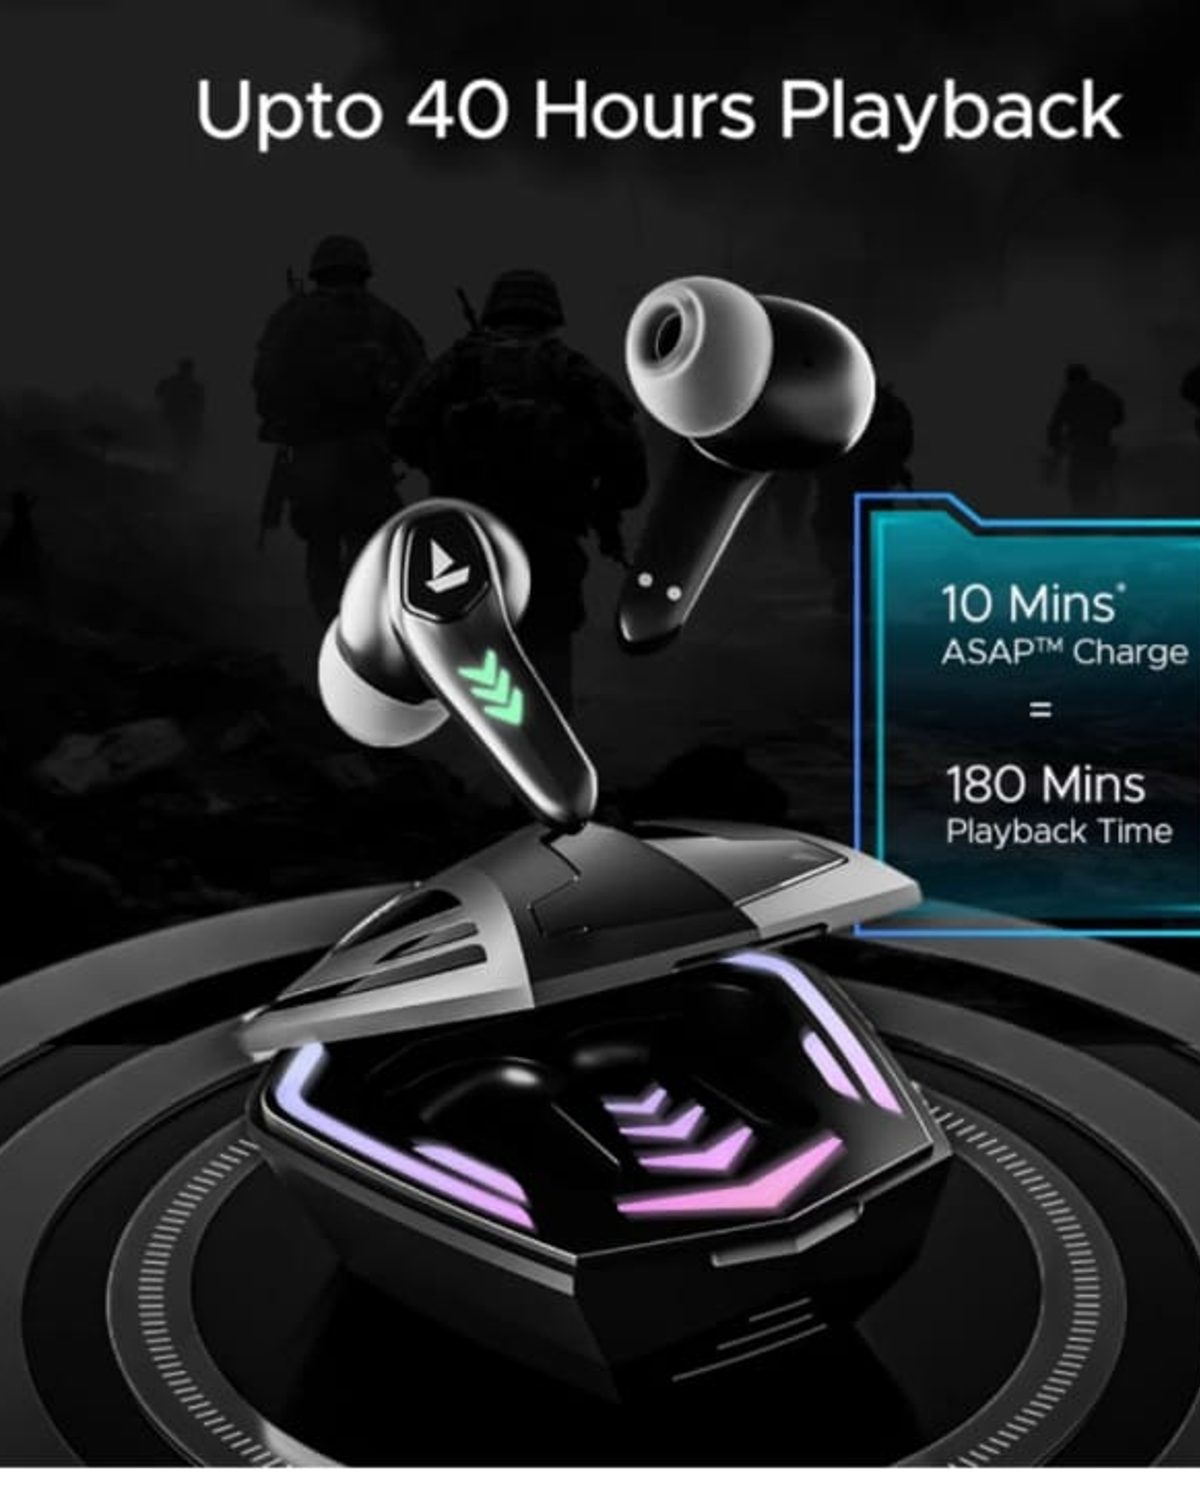 Upto 40 Hours Playback
10 Mins*
ASAP™ Charge
=
180 Mins
Playback Time